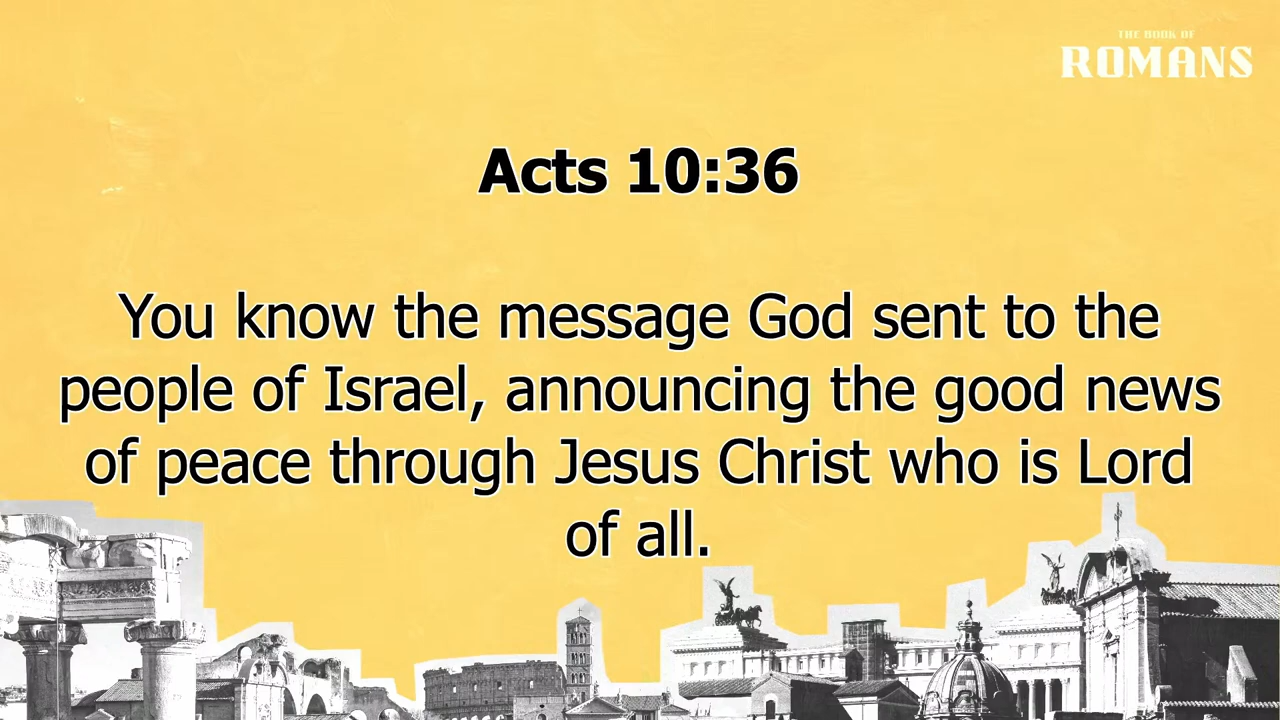 THE BOOK OF
ROMANS
Acts 10:36
You know the message God sent to the
people of Israel, announcing the good news
of peace through Jesus Christ who is Lord
of all.